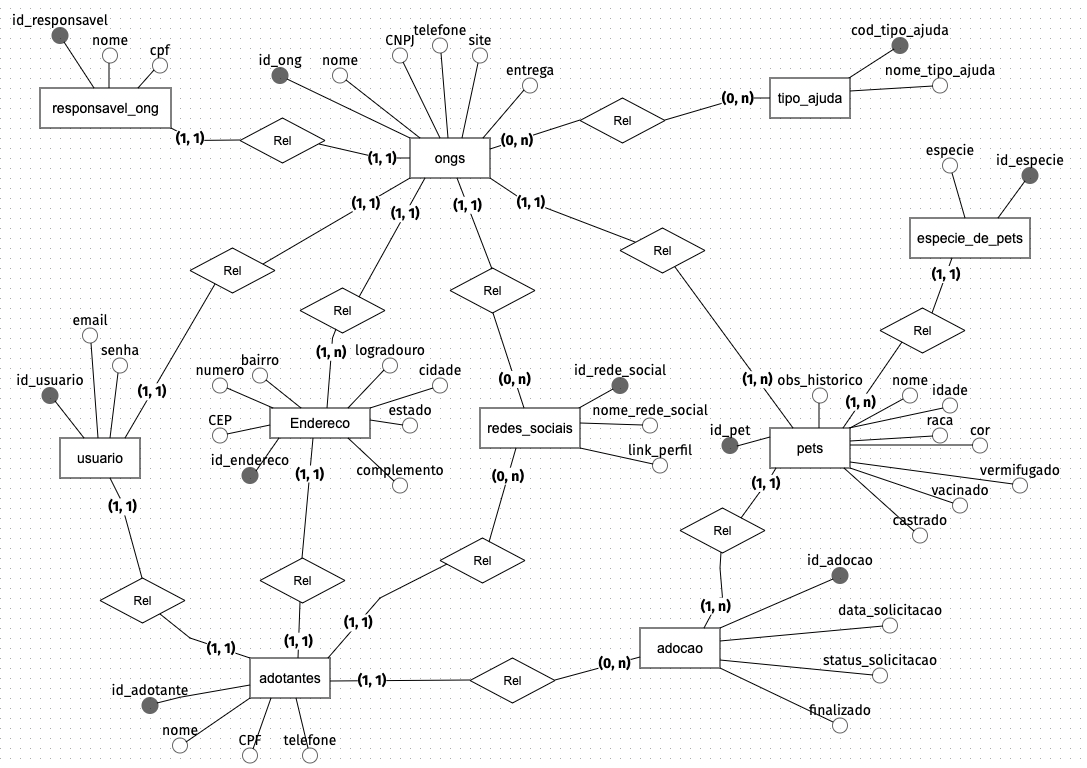 id_responsavel
nome
cpf
responsavel_ong
(1, 1)
Rel
(1, 1)
id_ong
nome
CNPJ
telefone
site
entrega
ongs
(0, n)
Rel
(0, n)
cod_tipo_ajuda
nome_tipo_ajuda
tipo_ajuda
especie
id_especie
especie_de_pets
(1, 1)
Rel
(1, n)
(1, 1)
(1, 1)
(1, 1)
(1, 1)
Rel
Rel
Rel
Rel
(1, 1)
(1, n)
(0, n)
(1, n)
email
senha
id_usuario
usuario
(1, 1)
numero
bairro
logradouro
cidade
CEP
estado
Endereco
id_endereco
complemento
(1, 1)
id_rede_social
nome_rede_social
redes_sociais
link_perfil
(0, n)
obs_historico
nome
idade
raca
cor
id_pet
pets
vermifugado
vacinado
castrado
(1, 1)
Rel
(1, n)
Rel
(1, 1)
Rel
(1, 1)
Rel
(1, 1)
id_adocao
data_solicitacao
adocao
status_solicitacao
finalizado
(0, n)
Rel
(1, 1)
adotantes
id_adotante
nome
CPF
telefone